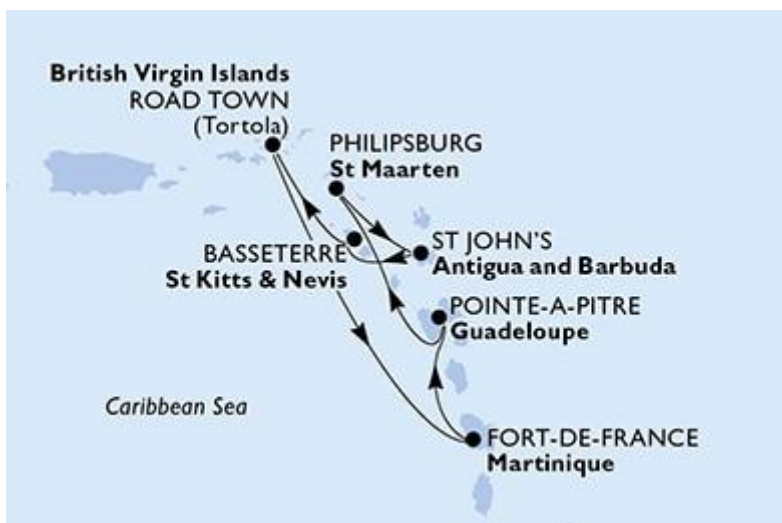 British Virgin Islands
ROAD TOWN
(Tortola)
PHILIPSBURG
St Maarten
BASSETERRE
St Kitts & Nevis
ST JOHN'S
Antigua and Barbuda
POINTE-A-PITRE
Guadeloupe
Caribbean Sea
FORT-DE-FRANCE
Martinique